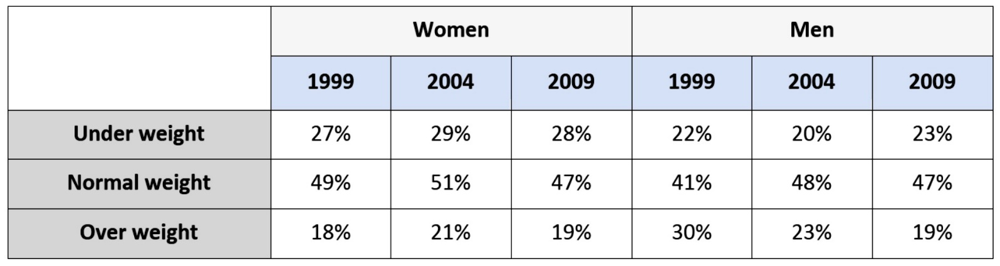 Women Men
1999 2004 2009 1999 2004 2009
Under weight 27% 29% 28% 22% 20% 23%
Normal weight 49% 51% 47% 41% 48% 47%
Over weight 18% 21% 19% 30% 23% 19%